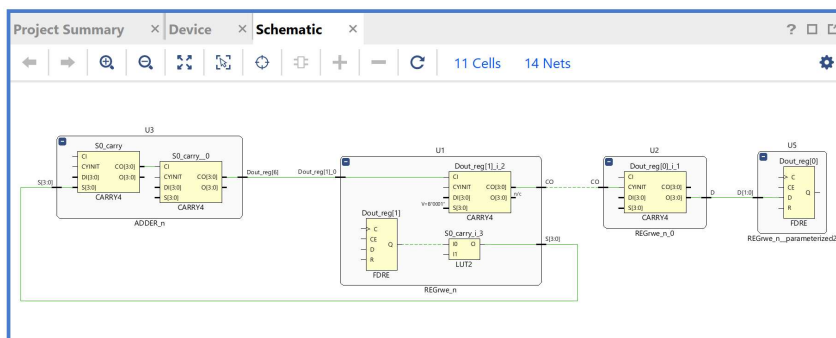 Project Summary × Device × Schematic ×
11 Cells 14 Nets
U3
S0_carry
CI
CYINIT CO[3:0]
DI[3:0] O[3:0]
S[3:0]
CARRY4
S0_carry__0
CI
CYINIT CO[3:0]
DI[3:0] O[3:0]
S[3:0]
CARRY4
S[3:0]
Dout_reg[6]
ADDER_n
U1
Dout_reg[1]_0
Dout_reg[1]_i_2
CI
CYINIT CO[3:0]
DI[3:0] O[3:0]
S[3:0]
CARRY4
n/c
CO
Dout_reg[1]
C
CE
D
R
Q
FDRE
S0_carry_i_3
I0 O
I1
LUT2
S[3:0]
REGrwe_n
U2
CO
Dout_reg[0]_i_1
CI
CYINIT CO[3:0]
DI[3:0] O[3:0]
S[3:0]
CARRY4
D
REGrwe_n_0
U5
D[1:0]
Dout_reg[0]
C
CE
D
R
Q
FDRE
REGrwe_n__parameterized2